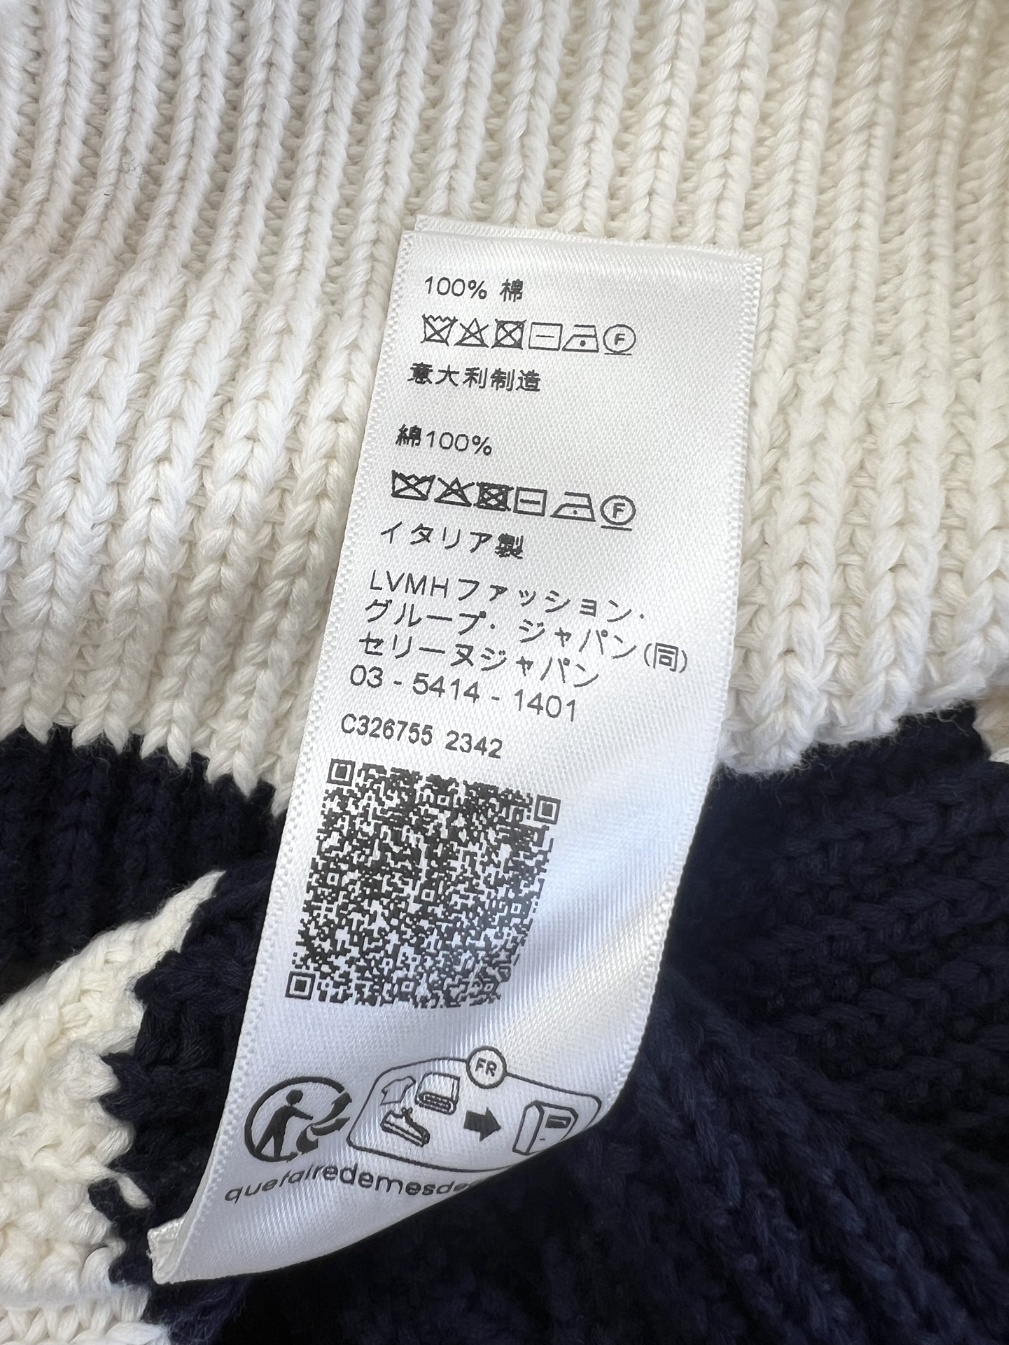 100% 棉
意大利制造
綿100%
イタリア製
LVMHファッション・
グループ・ジャパン(同)
セリーヌジャパン
03 - 5414 - 1401
C326755 2342
FR
quefairedemesde